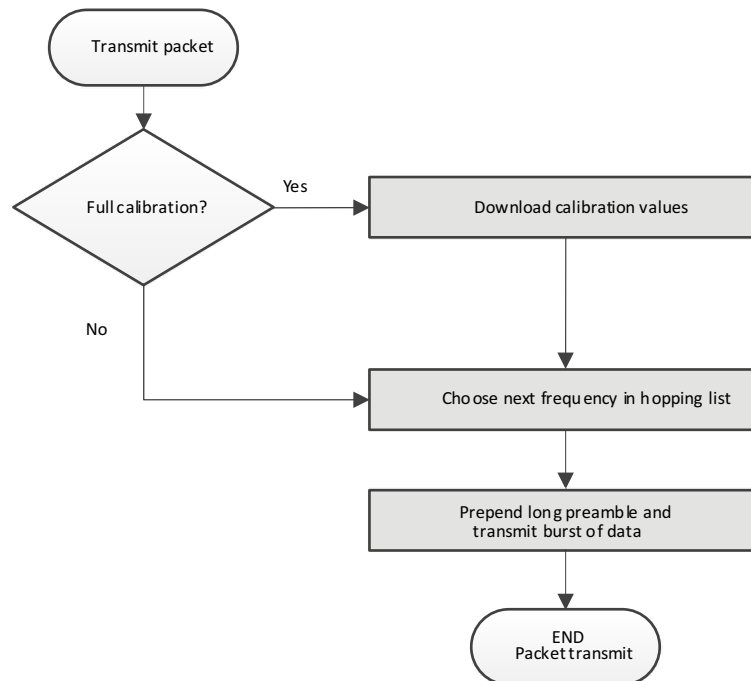 Transmit packet
Full calibration?
Yes
Download calibration values
No
Choose next frequency in hopping list
Prepend long preamble and
transmit burst of data
END
Packet transmit